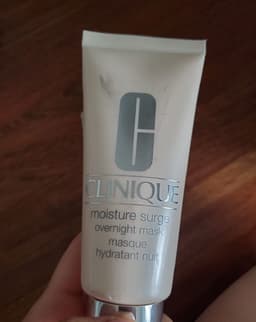 CLINIQUE
moisture surge
overnight mask
masque
hydratant nuit